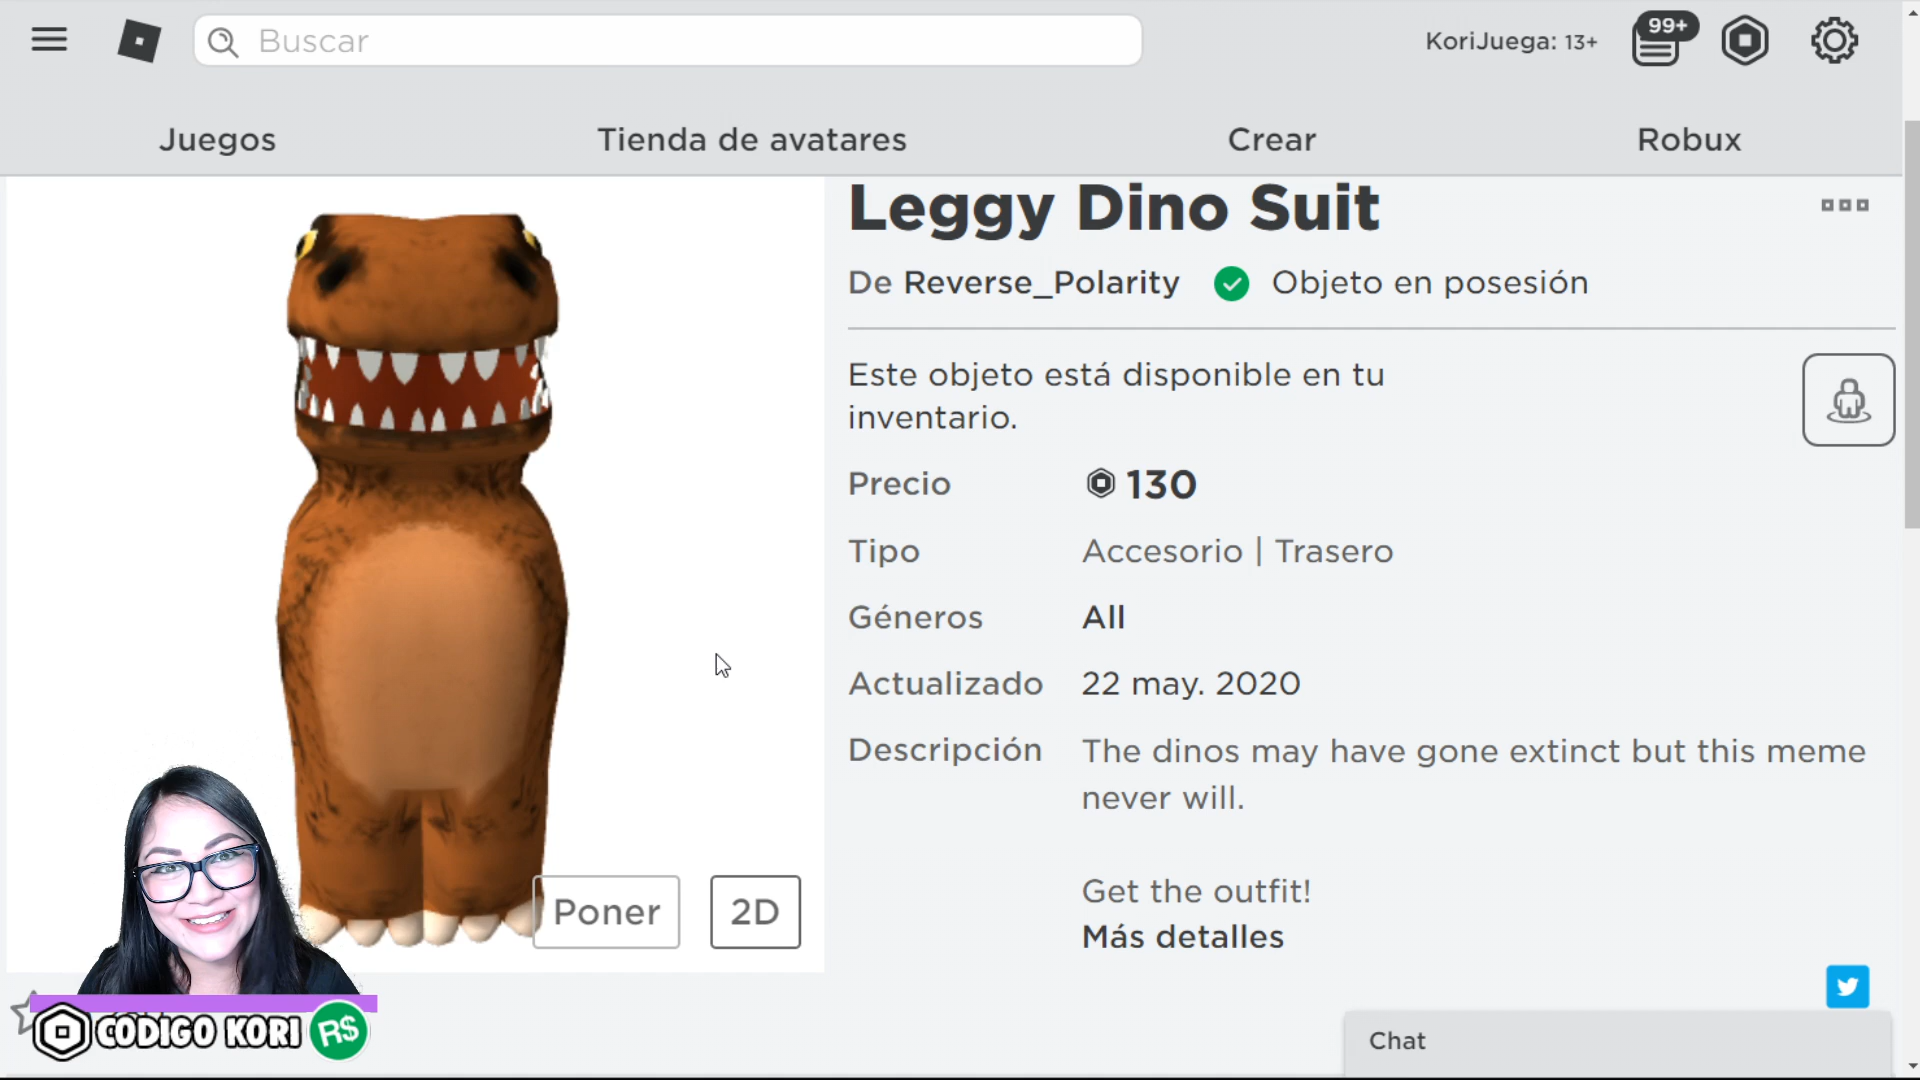 Buscar
KoriJuega: 13+
99+
Juegos
Tienda de avatares
Crear
Robux
Leggy Dino Suit
De Reverse_Polarity
Objeto en posesión
Este objeto está disponible en tu
inventario.
Precio
130
Tipo
Accesorio | Trasero
Géneros
All
Actualizado
22 may. 2020
Descripción
The dinos may have gone extinct but this meme
never will.
Get the outfit!
Más detalles
Poner
2D
CODIGO KORI
R$
Chat